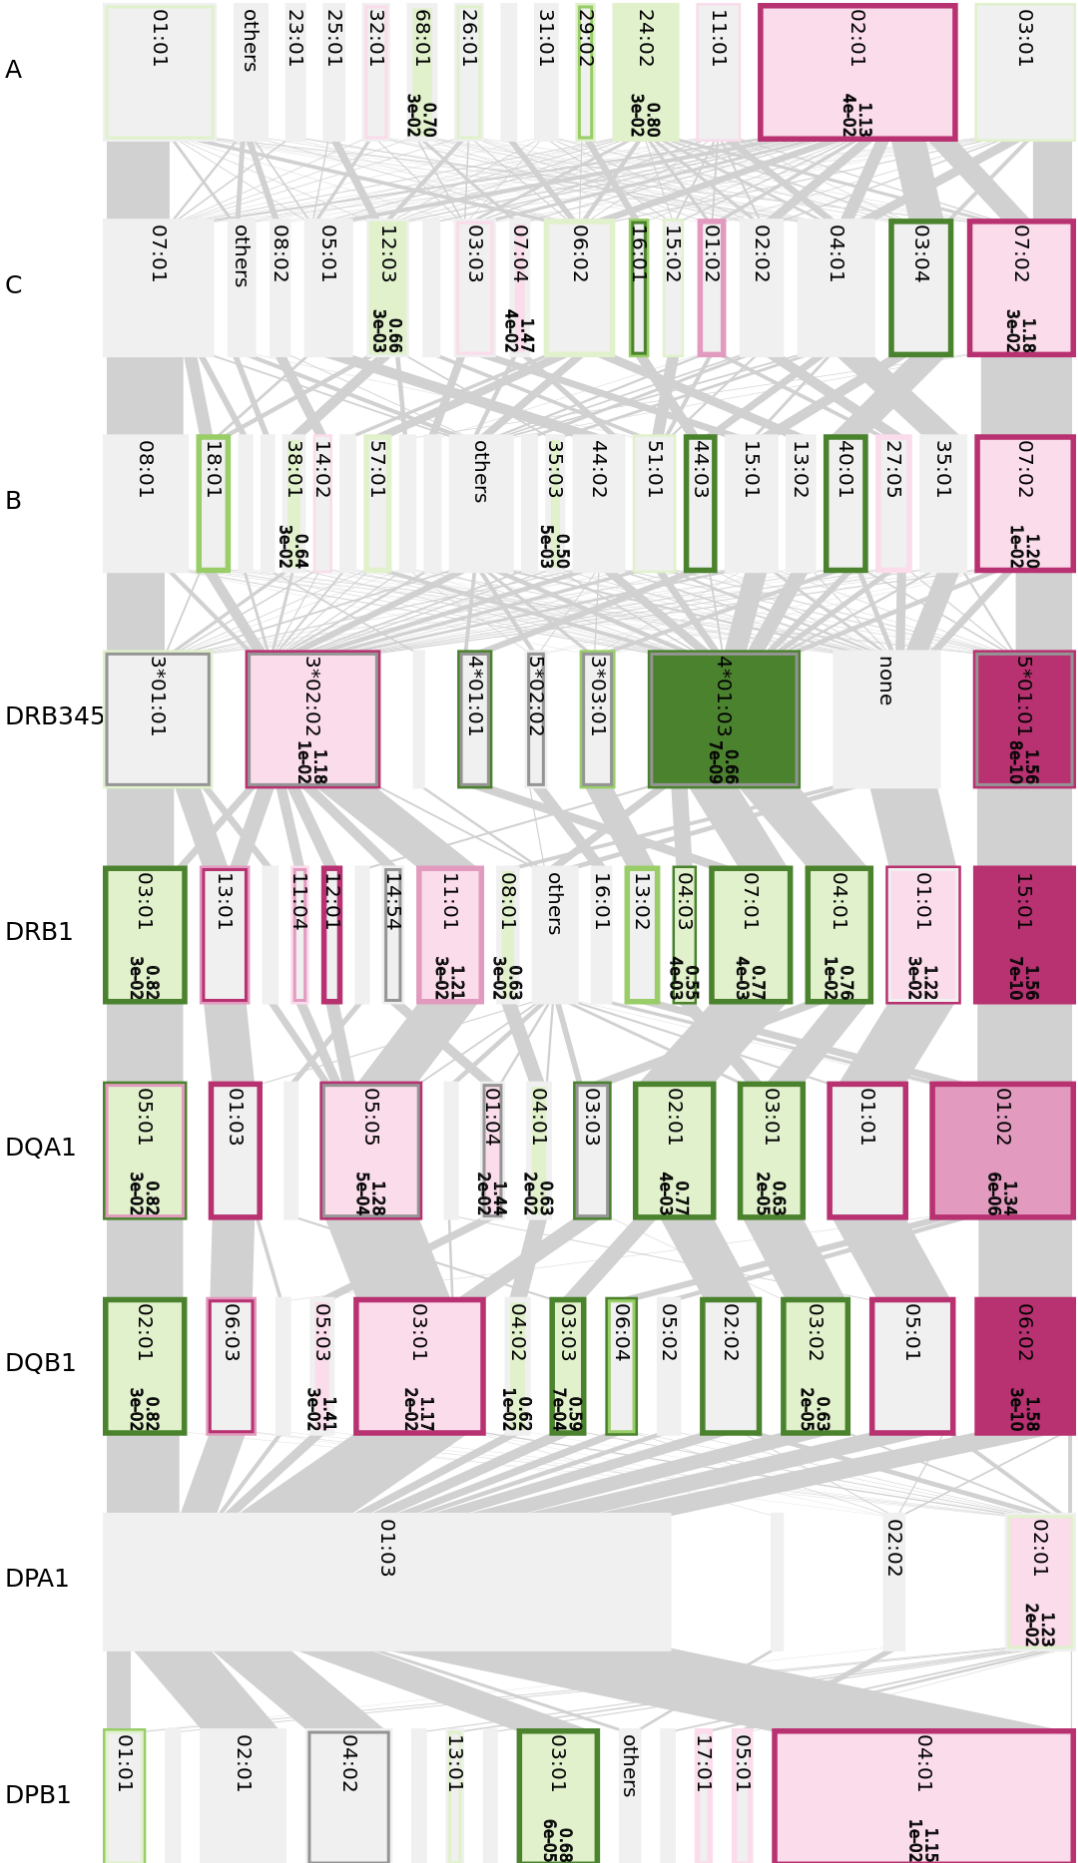 A
01:01
others
23:01
25:01
32:01
68:01
0.70
3e-02
26:01
31:01
29:02
24:02
0.80
3e-02
11:01
02:01
1.13
4e-02
03:01
C
07:01
others
08:02
05:01
12:03
0.66
3e-03
03:03
07:04
1.47
4e-02
06:02
16:01
15:02
01:02
02:02
04:01
03:04
07:02
1.18
3e-02
B
08:01
18:01
38:01
0.64
3e-02
14:02
57:01
others
35:03
0.50
5e-03
44:02
51:01
44:03
15:01
13:02
40:01
27:05
35:01
07:02
1.20
1e-02
DRB345
3*01:01
3*02:02
1.18
1e-02
4*01:01
5*02:02
3*03:01
4*01:03
0.66
7e-09
none
5*01:01
1.56
8e-10
DRB1
03:01
0.82
3e-02
13:01
11:04
12:01
14:54
11:01
1.21
3e-02
08:01
0.63
3e-02
others
16:01
13:02
04:03
0.55
4e-03
07:01
0.77
4e-03
04:01
0.76
1e-02
01:01
1.22
3e-02
15:01
1.56
7e-10
DQA1
05:01
0.82
3e-02
01:03
05:05
1.28
5e-04
01:04
1.44
2e-02
04:01
0.63
2e-02
03:03
02:01
0.77
4e-03
03:01
0.63
2e-05
01:01
01:02
1.34
6e-06
DQB1
02:01
0.82
3e-02
06:03
05:03
1.41
3e-02
03:01
1.17
2e-02
04:02
0.62
1e-02
03:03
0.59
7e-04
06:04
05:02
02:02
03:02
0.63
2e-05
05:01
06:02
1.58
3e-10
DPA1
01:03
02:02
02:01
1.23
2e-02
DPB1
01:01
02:01
04:02
13:01
03:01
0.68
6e-05
others
17:01
05:01
04:01
1.15
1e-02